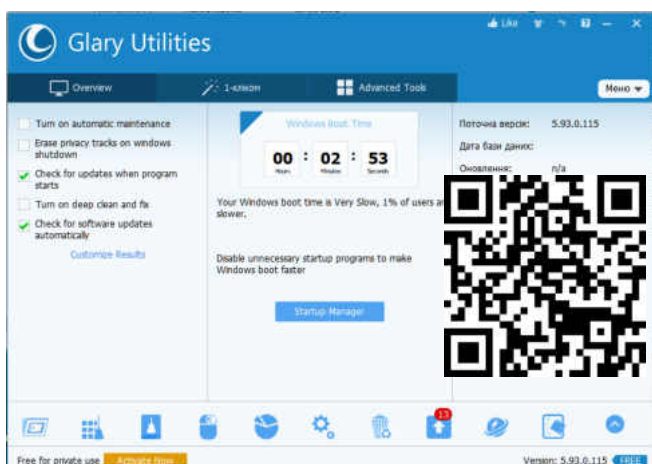 Like
Glary Utilities
Overview
1-кліком
Advanced Tools
Меню
Turn on automatic maintenance
Erase privacy tracks on windows
shutdown
Check for updates when program
starts
Turn on deep clean and fix
Check for software updates
automatically
Customize Results
Windows Boot Time
00 : 02 : 53
Hours Minutes Seconds
Your Windows boot time is Very Slow, 1% of users are
slower.
Disable unnecessary startup programs to make
Windows boot faster
Startup Manager
Поточна версія: 5.93.0.115
Дата бази даних:
Оновлення: n/a
13
Free for private use
Activate Now
Version: 5.93.0.115 FREE